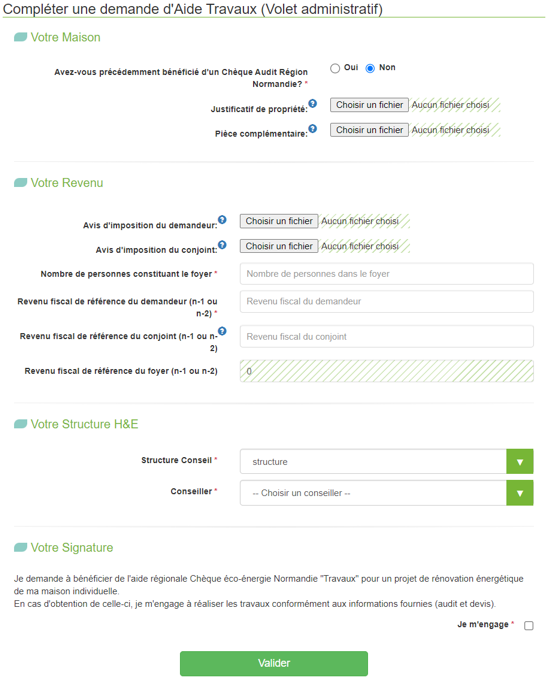 Compléter une demande d'Aide Travaux (Volet administratif)
Votre Maison
Avez-vous précédemment bénéficié d'un Chèque Audit Région
Normandie? *
Oui
Non
Justificatif de propriété:
Choisir un fichier Aucun fichier choisi
Pièce complémentaire:
Choisir un fichier Aucun fichier choisi
Votre Revenu
Avis d'imposition du demandeur:
Choisir un fichier Aucun fichier choisi
Avis d'imposition du conjoint:
Choisir un fichier Aucun fichier choisi
Nombre de personnes constituant le foyer *
Nombre de personnes dans le foyer
Revenu fiscal de référence du demandeur (n-1 ou
n-2) *
Revenu fiscal du demandeur
Revenu fiscal de référence du conjoint (n-1 ou n-
2)
Revenu fiscal du conjoint
Revenu fiscal de référence du foyer (n-1 ou n-2)
0
Votre Structure H&E
Structure Conseil *
structure
Conseiller *
-- Choisir un conseiller --
Votre Signature
Je demande à bénéficier de l'aide régionale Chèque éco-énergie Normandie "Travaux" pour un projet de rénovation énergétique
de ma maison individuelle.
En cas d'obtention de celle-ci, je m'engage à réaliser les travaux conformément aux informations fournies (audit et devis).
Je m'engage *
Valider